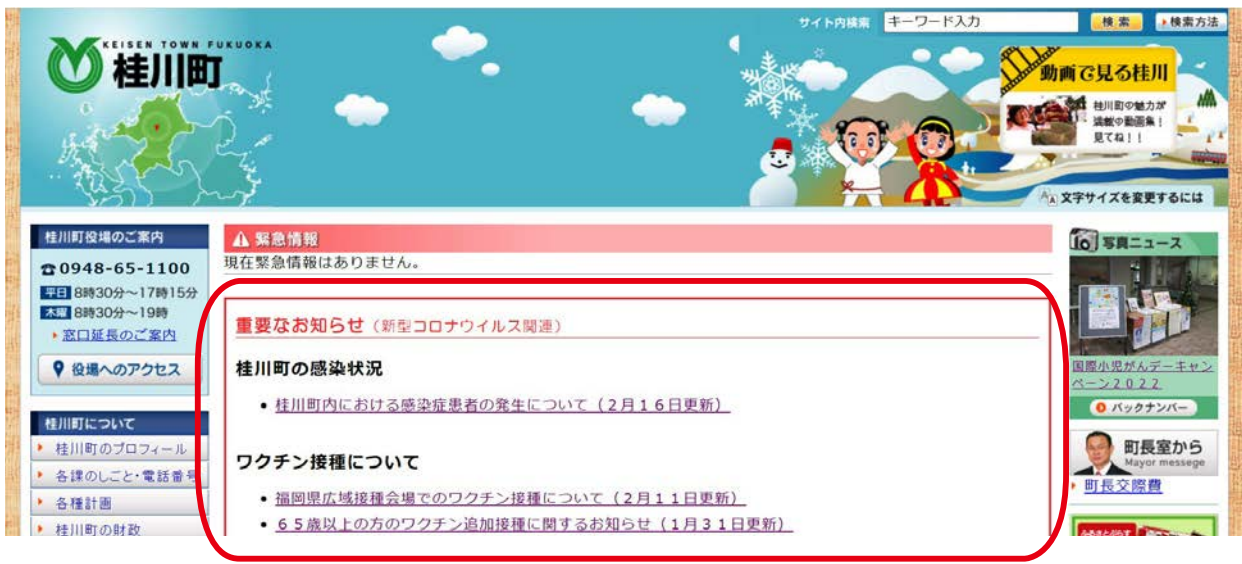 サイト内検索 キーワード入力 検索 検索方法
KEISEN TOWN FUKUOKA
桂川町
動画で見る桂川
桂川町の魅力が
満載の動画集！
見てね！！
文字サイズを変更するには
桂川町役場のご案内
0948-65-1100
平日 8時30分～17時15分
木曜 8時30分～19時
窓口延長のご案内
役場へのアクセス
桂川町について
桂川町のプロフィール
各課のしごと・電話番号
各種計画
桂川町の財政
緊急情報
現在緊急情報はありません。
重要なお知らせ（新型コロナウイルス関連）
桂川町の感染状況
桂川町内における感染症患者の発生について（２月１６日更新）
ワクチン接種について
福岡県広域接種会場でのワクチン接種について（２月１１日更新）
６５歳以上の方のワクチン追加接種に関するお知らせ（１月３１日更新）
写真ニュース
国際小児がんデーキャン
ペーン２０２２
バックナンバー
町長室から
Mayor messege
町長交際費